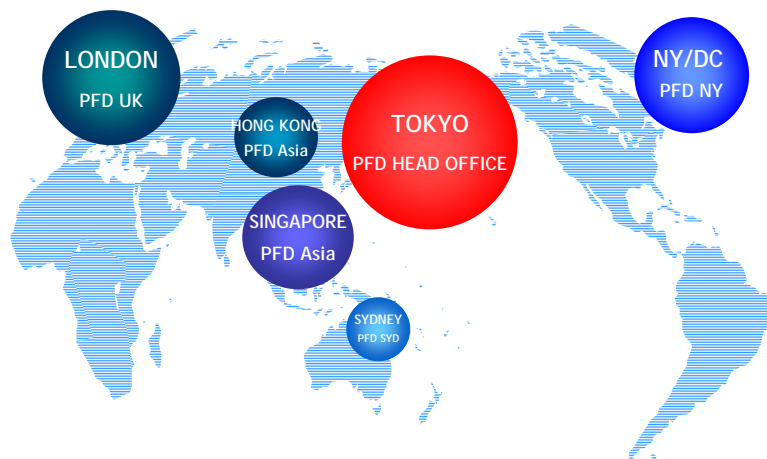 LONDON
PFD UK
HONG KONG
PFD Asia
TOKYO
PFD HEAD OFFICE
NY/DC
PFD NY
SINGAPORE
PFD Asia
SYDNEY
PFD SYD